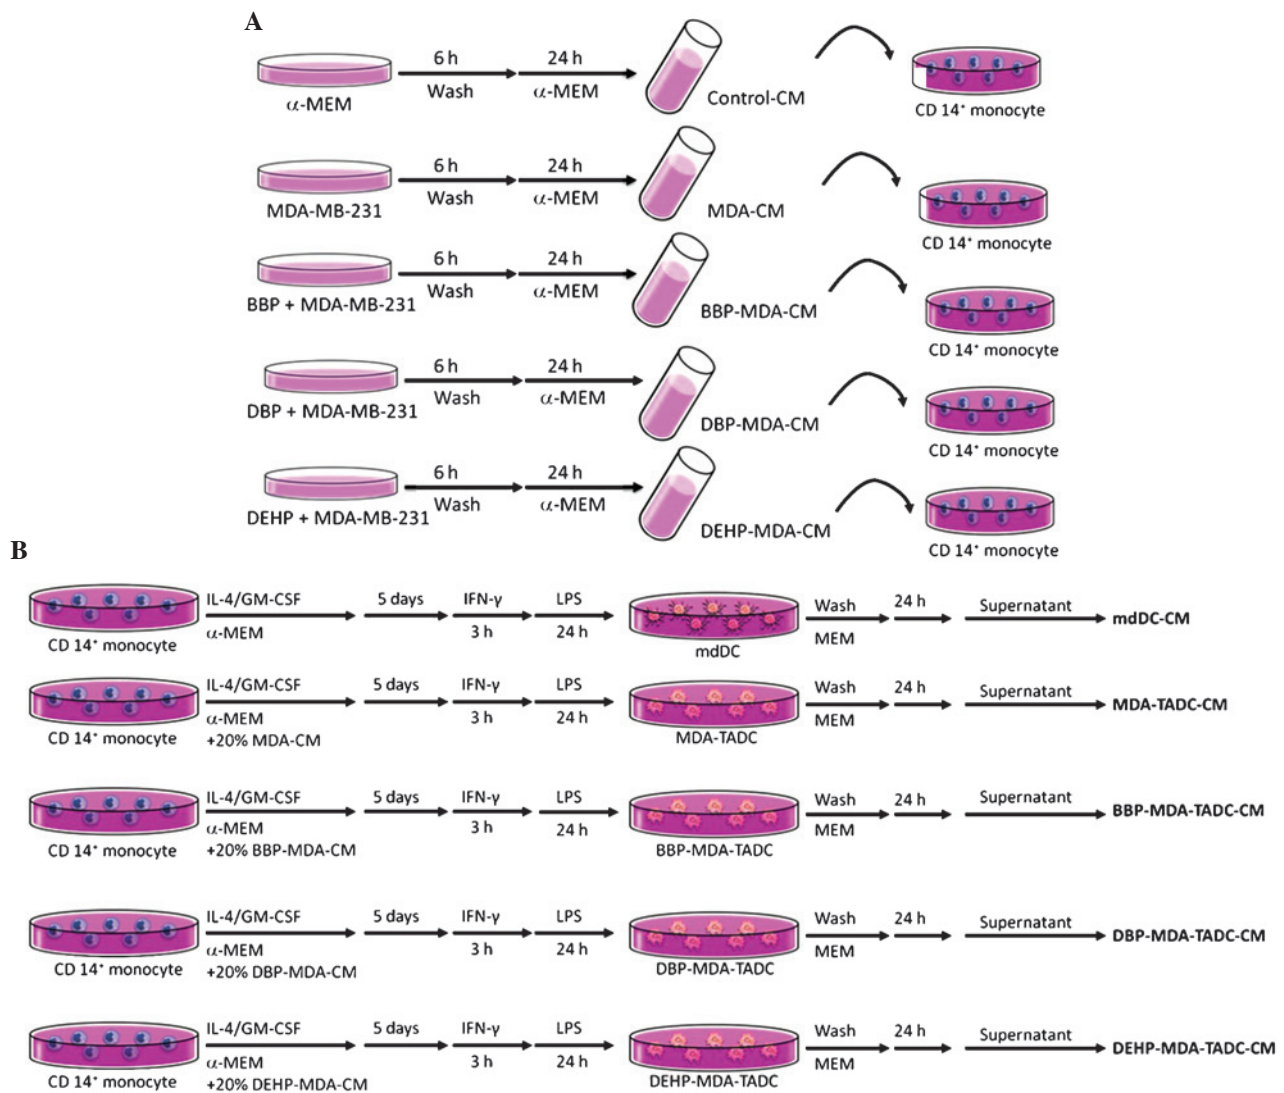 A
6 h
24 h
Wash
α-MEM
α-MEM
Control-CM
CD 14⁺ monocyte
6 h
24 h
Wash
α-MEM
MDA-MB-231
MDA-CM
CD 14⁺ monocyte
6 h
24 h
Wash
α-MEM
BBP + MDA-MB-231
BBP-MDA-CM
CD 14⁺ monocyte
6 h
24 h
Wash
α-MEM
DBP + MDA-MB-231
DBP-MDA-CM
CD 14⁺ monocyte
6 h
24 h
Wash
α-MEM
DEHP + MDA-MB-231
DEHP-MDA-CM
CD 14⁺ monocyte
B
IL-4/GM-CSF
5 days
IFN-γ
LPS
Wash
24 h
Supernatant
mdDC-CM
α-MEM
3 h
24 h
MEM
CD 14⁺ monocyte
mdDC
IL-4/GM-CSF
5 days
IFN-γ
LPS
Wash
24 h
Supernatant
MDA-TADC-CM
α-MEM
3 h
24 h
MEM
CD 14⁺ monocyte
+20% MDA-CM
MDA-TADC
IL-4/GM-CSF
5 days
IFN-γ
LPS
Wash
24 h
Supernatant
BBP-MDA-TADC-CM
α-MEM
3 h
24 h
MEM
CD 14⁺ monocyte
+20% BBP-MDA-CM
BBP-MDA-TADC
IL-4/GM-CSF
5 days
IFN-γ
LPS
Wash
24 h
Supernatant
DBP-MDA-TADC-CM
α-MEM
3 h
24 h
MEM
CD 14⁺ monocyte
+20% DBP-MDA-CM
DBP-MDA-TADC
IL-4/GM-CSF
5 days
IFN-γ
LPS
Wash
24 h
Supernatant
DEHP-MDA-TADC-CM
α-MEM
3 h
24 h
MEM
CD 14⁺ monocyte
+20% DEHP-MDA-CM
DEHP-MDA-TADC